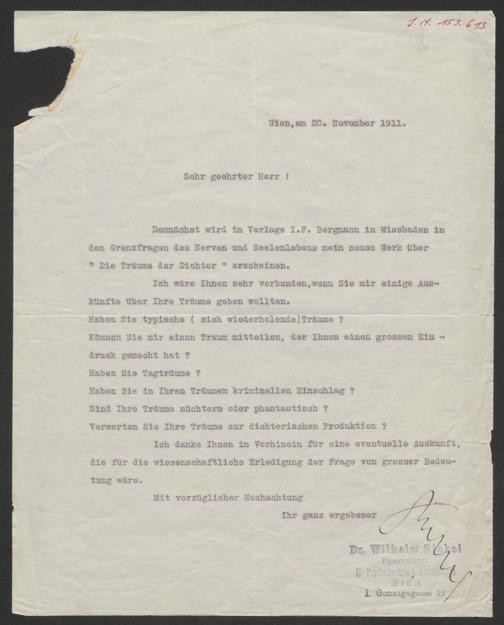 I.N. 153.613
Wien,am 20. November 1911.
Sehr geehrter Herr !
Demnächst wird im Verlage I.F. Bergmann in Wiesbaden in
den Grenzfragen des Nerven und Seelenlebens mein neues Werk über
" Die Träume der Dichter " erscheinen.
Ich wäre Ihnen sehr verbunden,wenn Sie mir einige Aus-
künfte über Ihre Träume geben wollten.
Haben Sie typische ( sich wiederholende)Träume ?
Können Sie mir einen Traum mitteilen, der Ihnen einen grossen Ein -
druck gemacht hat ?
Haben Sie Tagträume ?
Haben Sie in Ihren Träumen kriminellen Einschlag ?
Sind Ihre Träume nüchtern oder phantastisch ?
Verwerten Sie Ihre Träume zur dichterischen Produktion ?
Ich danke Ihnen im Vorhinein für eine eventuelle Auskunft,
die für die wissenschaftliche Erledigung der Frage von grosser Bedeu-
tung wäre.
Mit vorzüglicher Hochachtung
Ihr ganz ergebener
Dr. Wilhelm Stekel
Wien
I. Gonzagagasse 21